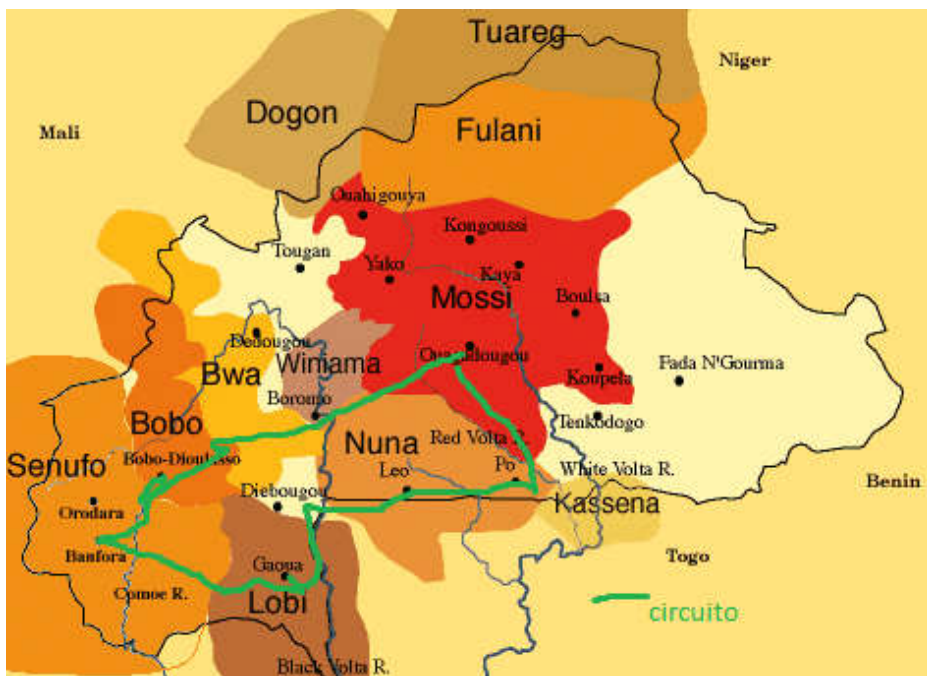 Tuareg
Niger
Dogon
Mali
Fulani
Ouahigouya
Kongoussi
Tougan
Yako
Kaya
Mossi
Boulsa
Dedougou
Ouagadougou
Winiama
Fada N'Gourma
Bwa
Koupela
Boromo
Tenkodogo
Bobo
Nuna
Red Volta R.
Bobo-Dioulasso
Senufo
Leo
Po
White Volta R.
Diebougou
Benin
Kassena
Orodara
Banfora
Togo
Gaoua
Comoe R.
Lobi
circuito
Black Volta R.